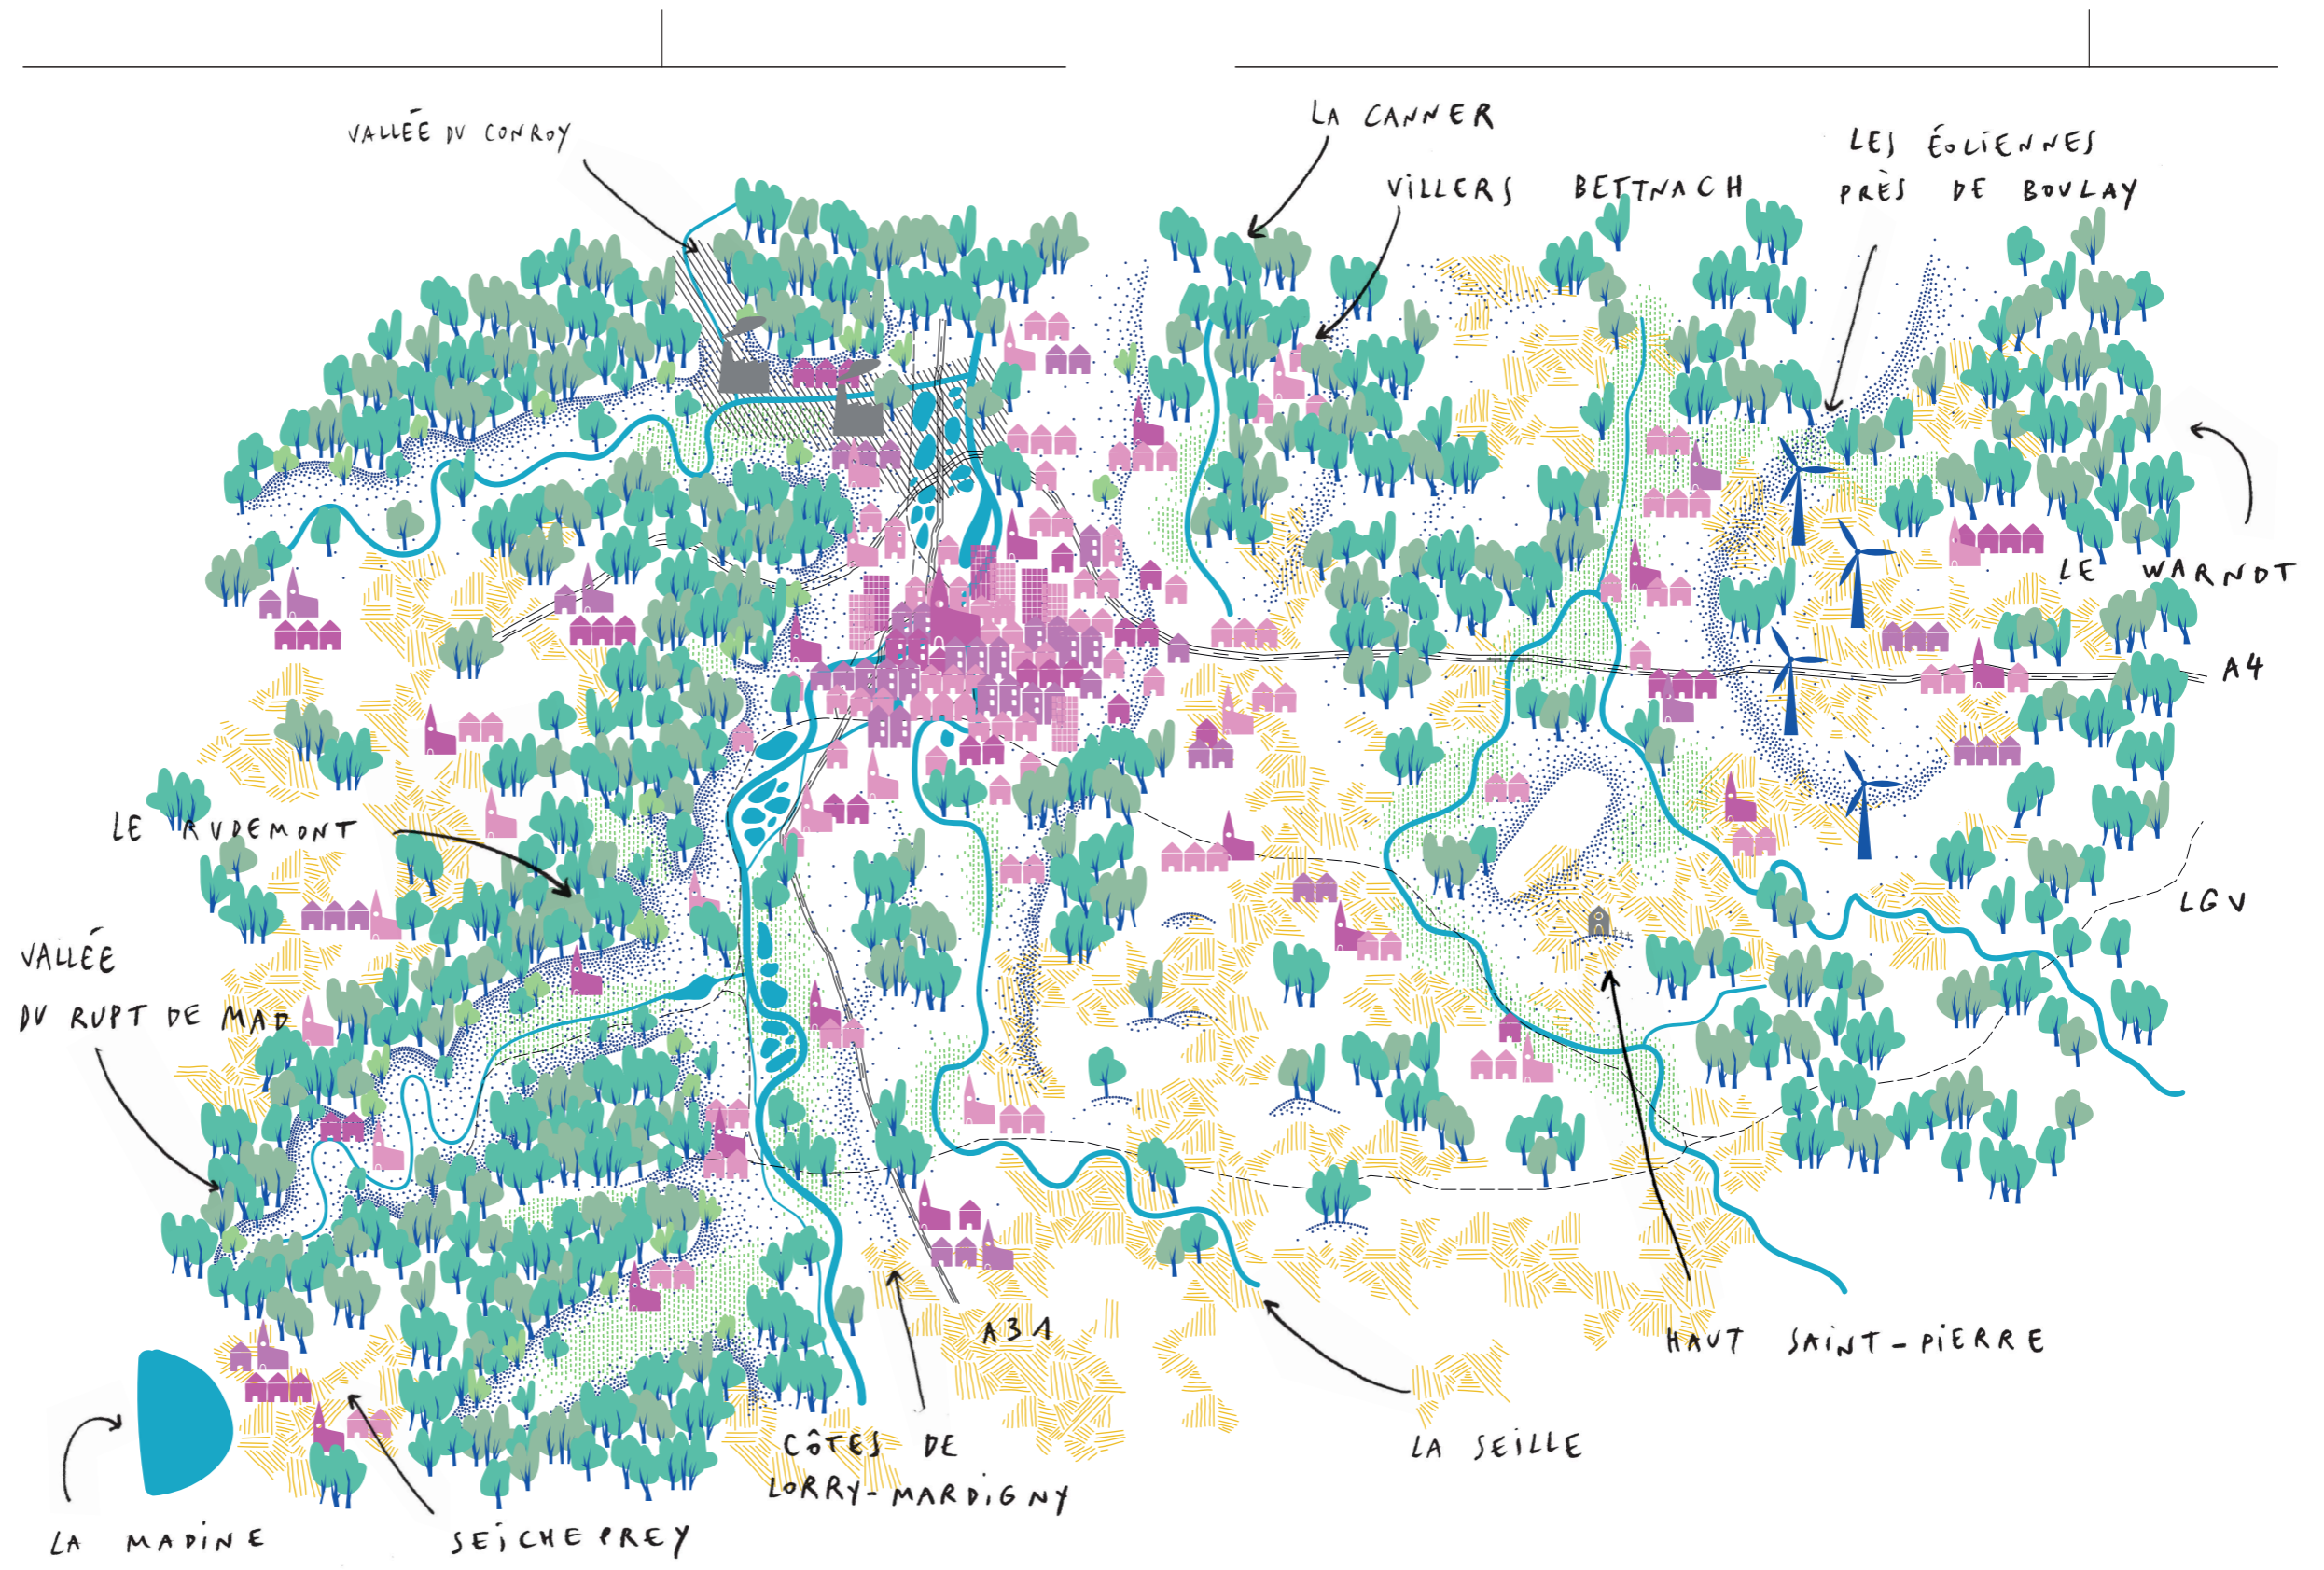 VALLÉE DU CONROY
LA CANNER
VILLERS BETTNACH
LES ÉOLIENNES
PRÈS DE BOULAY
LE WARNDT
A4
LE RUDEMONT
LGV
VALLÉE
DU RUPT DE MAD
A31
HAUT SAINT-PIERRE
CÔTES DE
LORRY-MARDIGNY
LA SEILLE
LA MADINE
SEICHEPREY